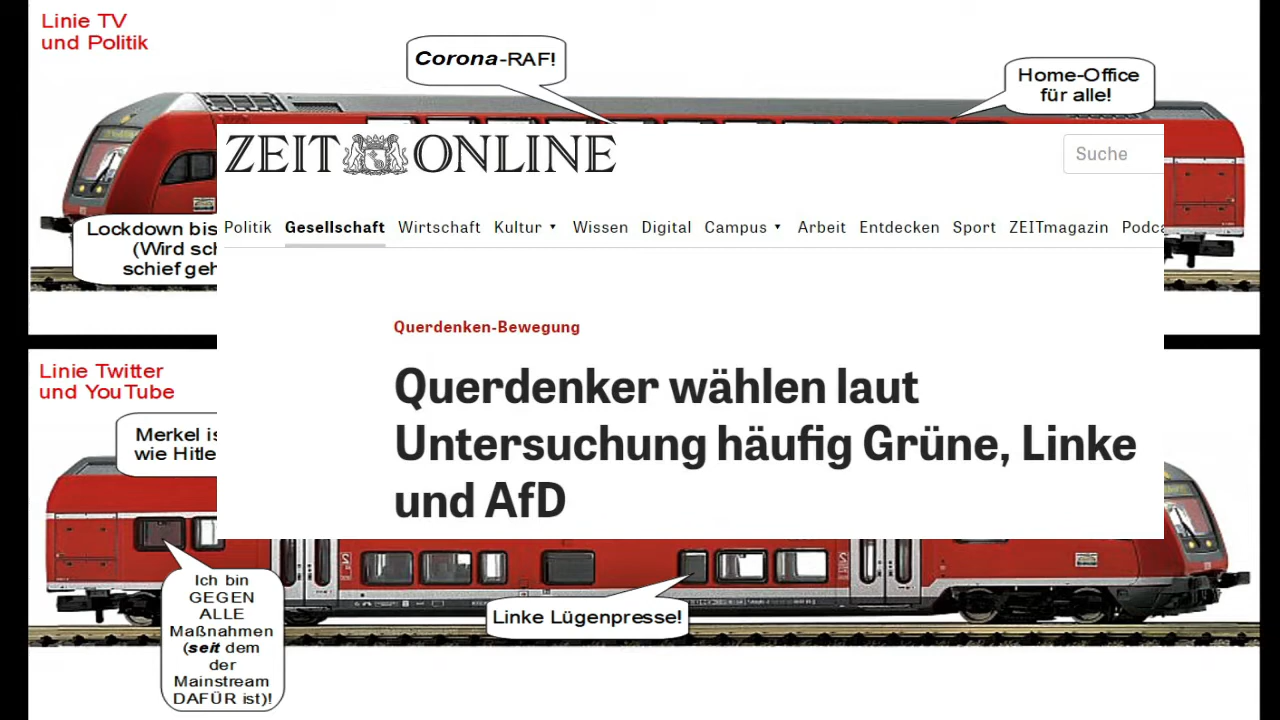 Linie TV
und Politik
Corona-RAF!
Home-Office
für alle!
Lockdown bis
(Wird sch
schief geh
ZEIT ONLINE
Suche
Politik Gesellschaft Wirtschaft Kultur Wissen Digital Campus Arbeit Entdecken Sport ZEITmagazin Podca
Querdenken-Bewegung
Querdenker wählen laut
Untersuchung häufig Grüne, Linke
und AfD
Linie Twitter
und YouTube
Merkel is
wie Hitle
Ich bin
GEGEN
ALLE
Maßnahmen
(seit dem
der
Mainstream
DAFÜR ist)!
Linke Lügenpresse!